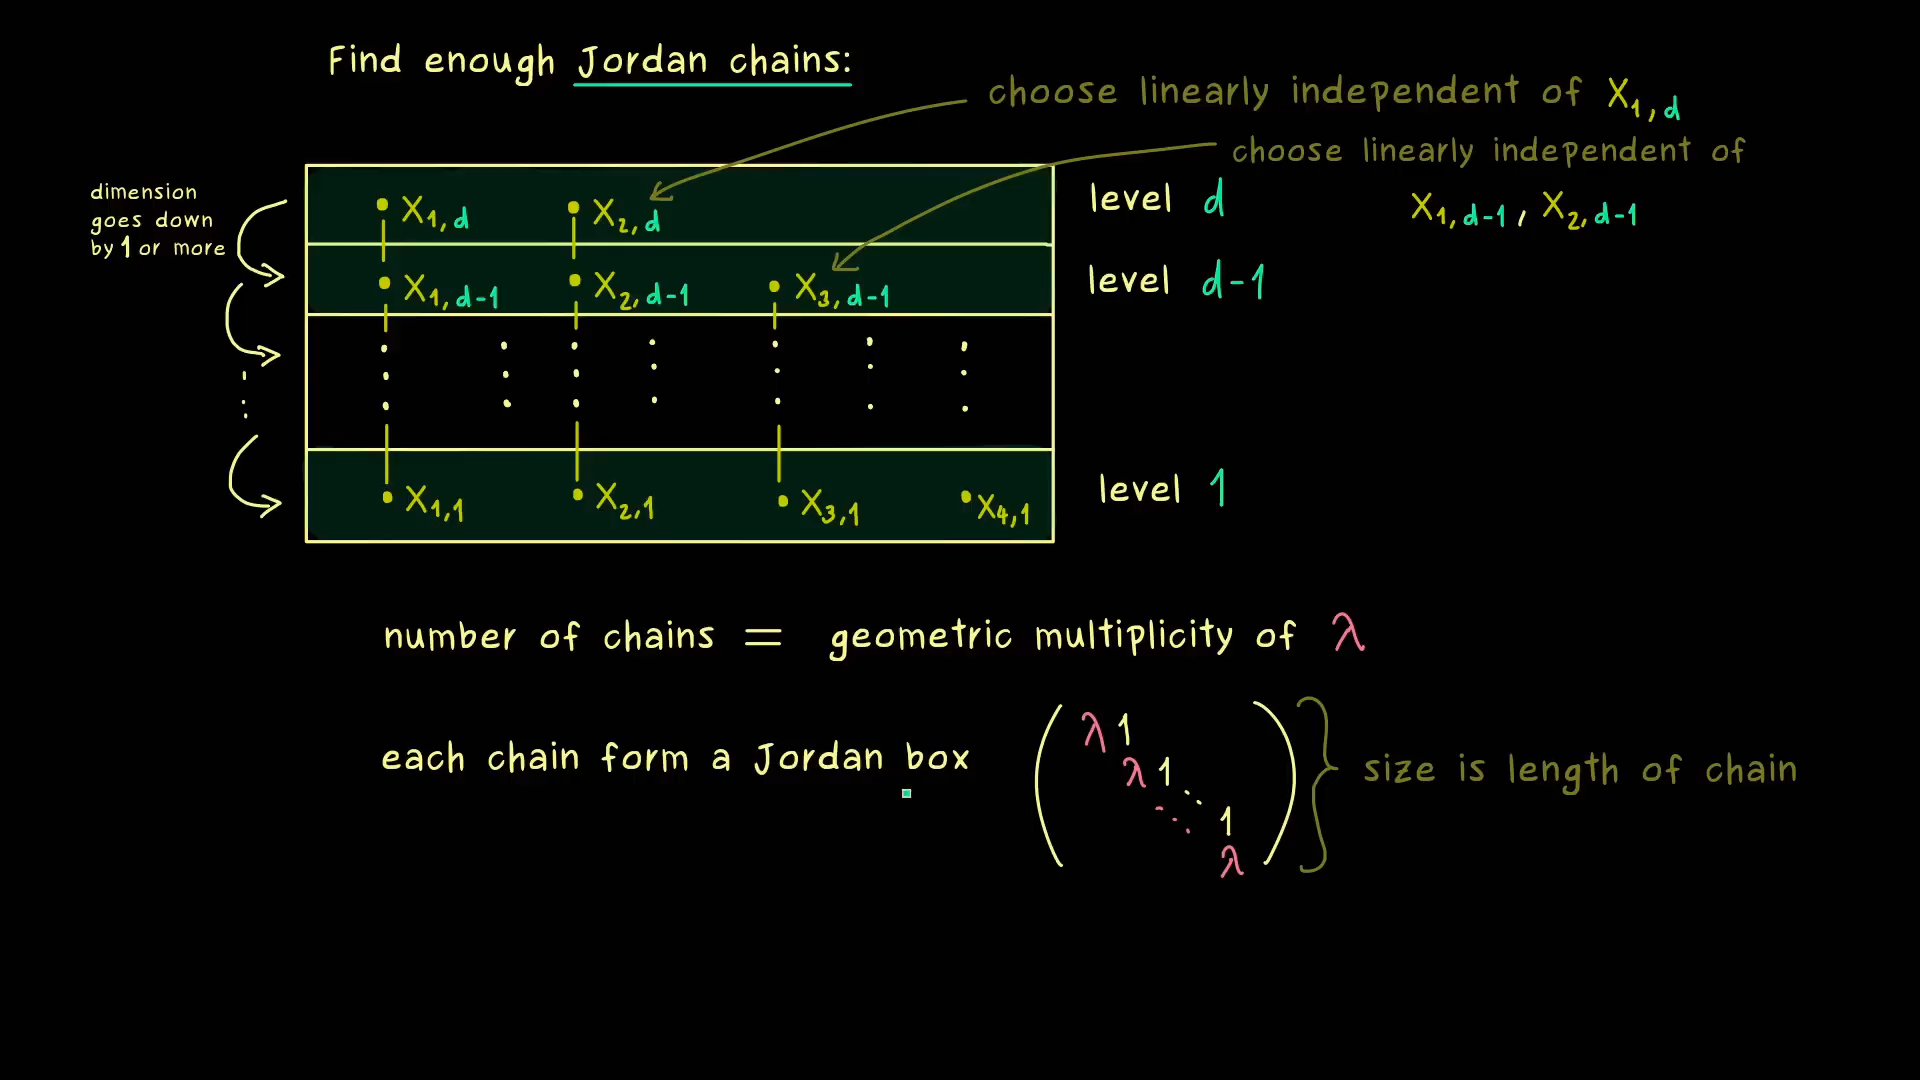 Find enough Jordan chains:
choose linearly independent of X₁,d
choose linearly independent of
X₁,d-1 , X₂,d-1
dimension
goes down
by 1 or more
X₁,d X₂,d level d
X₁,d-1 X₂,d-1 X₃,d-1 level d-1
X₁,₁ X₂,₁ X₃,₁ X₄,₁ level 1
number of chains = geometric multiplicity of λ
each chain form a Jordan box
λ 1
λ 1
⋱ ⋱ 1
λ
size is length of chain